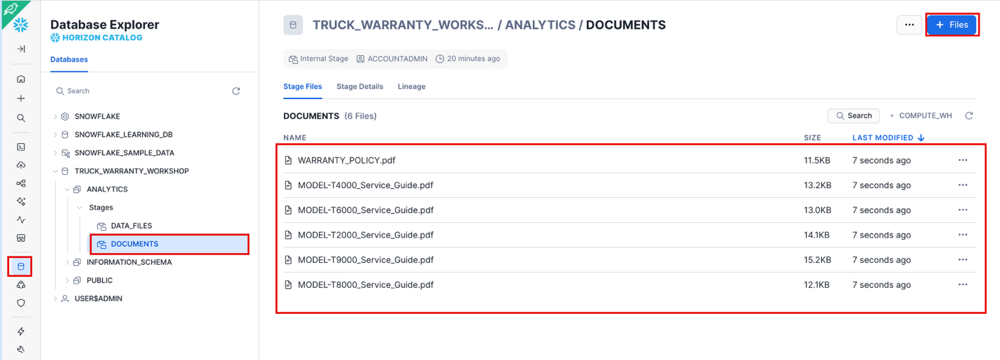 Database Explorer
HORIZON CATALOG
Databases
Search
SNOWFLAKE
SNOWFLAKE_LEARNING_DB
SNOWFLAKE_SAMPLE_DATA
TRUCK_WARRANTY_WORKSHOP
ANALYTICS
Stages
DATA_FILES
DOCUMENTS
INFORMATION_SCHEMA
PUBLIC
USER$ADMIN
TRUCK_WARRANTY_WORKS... / ANALYTICS / DOCUMENTS
... + Files
Internal Stage ACCOUNTADMIN 20 minutes ago
Stage Files Stage Details Lineage
DOCUMENTS (6 Files) Search • COMPUTE_WH
NAME SIZE LAST MODIFIED ↓
WARRANTY_POLICY.pdf 11.5KB 7 seconds ago ...
MODEL-T4000_Service_Guide.pdf 13.2KB 7 seconds ago ...
MODEL-T6000_Service_Guide.pdf 13.0KB 7 seconds ago ...
MODEL-T2000_Service_Guide.pdf 14.1KB 7 seconds ago ...
MODEL-T9000_Service_Guide.pdf 15.2KB 7 seconds ago ...
MODEL-T8000_Service_Guide.pdf 12.1KB 7 seconds ago ...